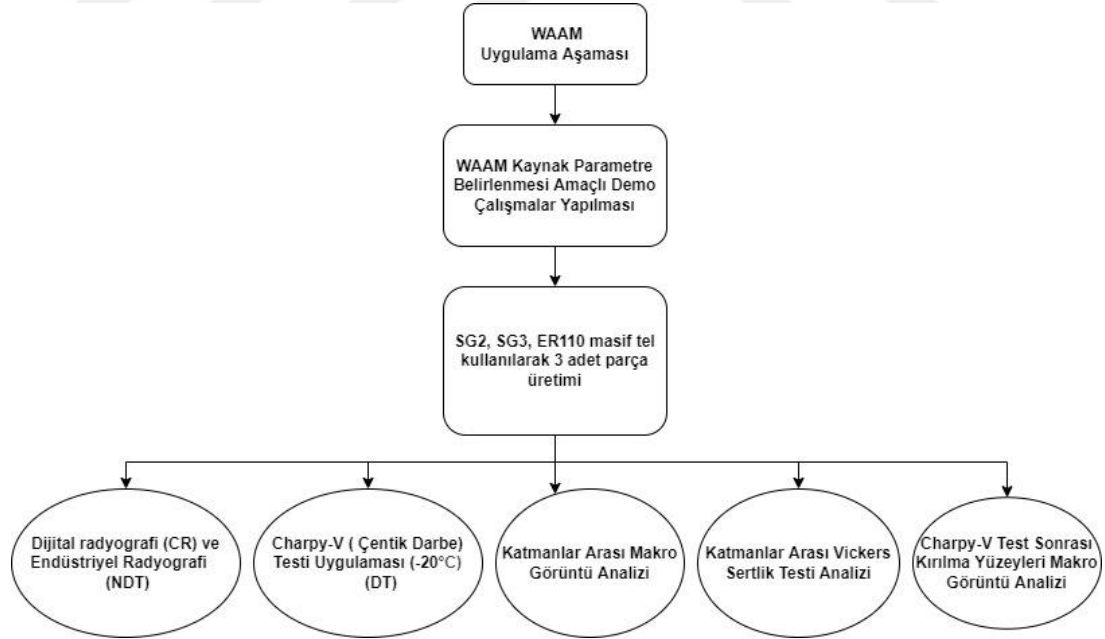 WAAM
Uygulama Aşaması
WAAM Kaynak Parametre
Belirlenmesi Amaçlı Demo
Çalışmalar Yapılması
SG2, SG3, ER110 masif tel
kullanılarak 3 adet parça
üretimi
Dijital radyografi (CR) ve
Endüstriyel Radyografi
(NDT)
Charpy-V ( Çentik Darbe)
Testi Uygulaması (-20°C)
(DT)
Katmanlar Arası Makro
Görüntü Analizi
Katmanlar Arası Vickers
Sertlik Testi Analizi
Charpy-V Test Sonrası
Kırılma Yüzeyleri Makro
Görüntü Analizi